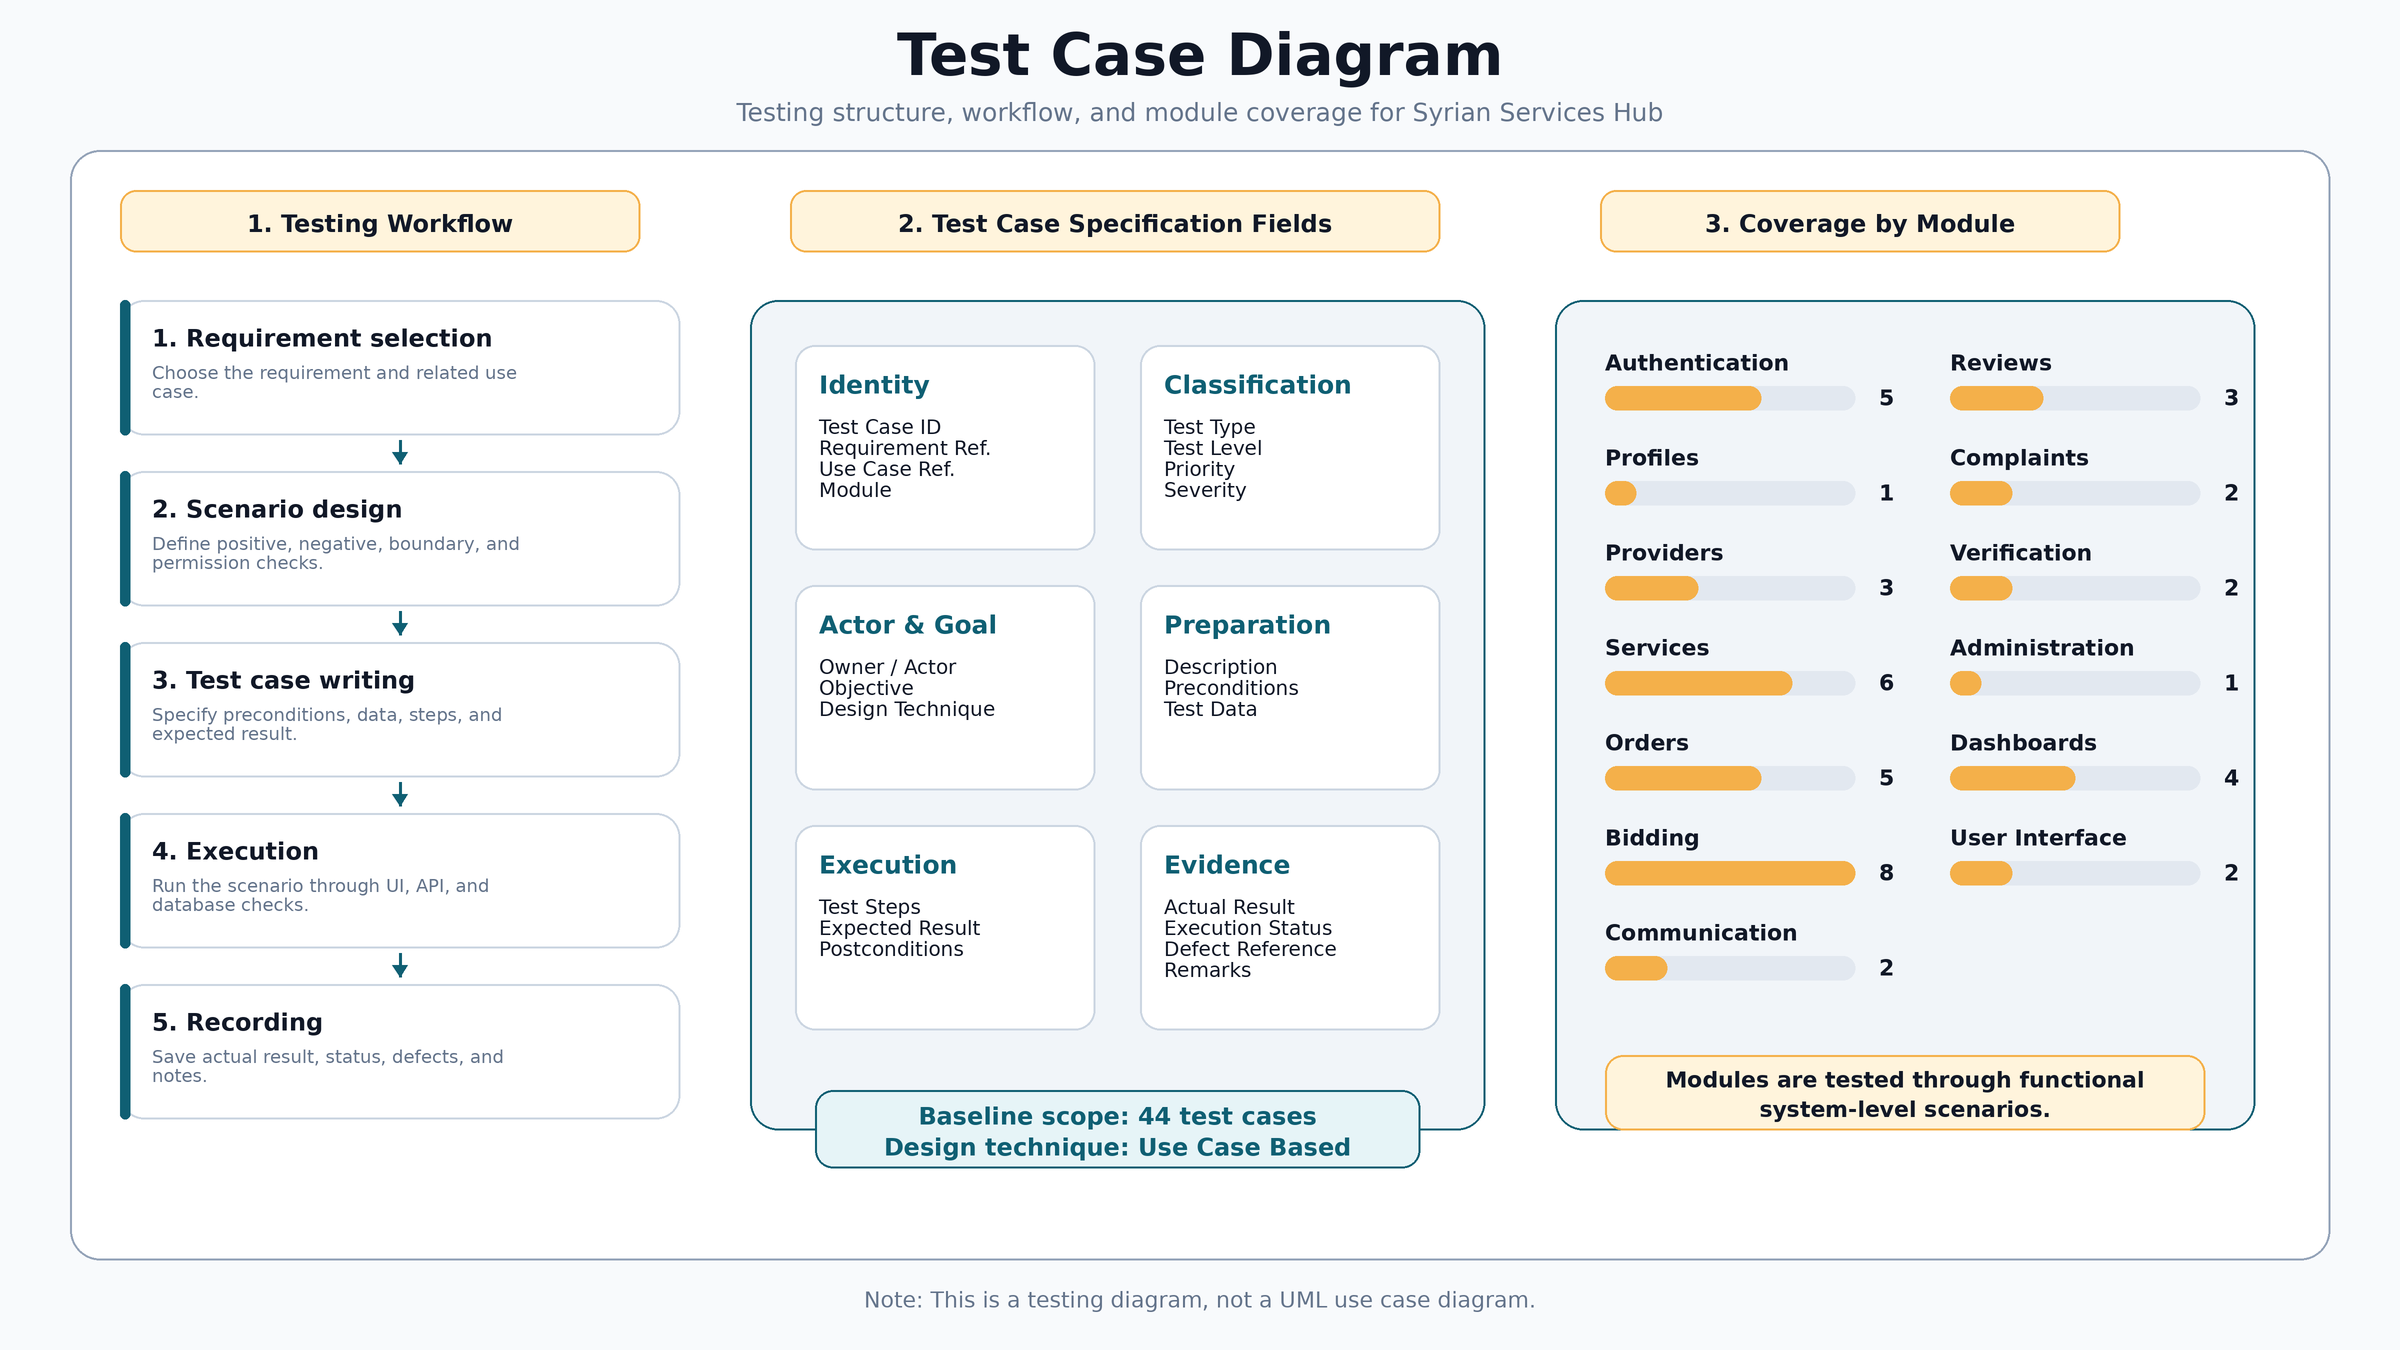 Test Case Diagram
Testing structure, workflow, and module coverage for Syrian Services Hub
1. Testing Workflow
1. Requirement selection
Choose the requirement and related use
case.
2. Scenario design
Define positive, negative, boundary, and
permission checks.
3. Test case writing
Specify preconditions, data, steps, and
expected result.
4. Execution
Run the scenario through UI, API, and
database checks.
5. Recording
Save actual result, status, defects, and
notes.
2. Test Case Specification Fields
Identity
Test Case ID
Requirement Ref.
Use Case Ref.
Module
Classification
Test Type
Test Level
Priority
Severity
Actor & Goal
Owner / Actor
Objective
Design Technique
Preparation
Description
Preconditions
Test Data
Execution
Test Steps
Expected Result
Postconditions
Evidence
Actual Result
Execution Status
Defect Reference
Remarks
Baseline scope: 44 test cases
Design technique: Use Case Based
3. Coverage by Module
Authentication
5
Profiles
1
Providers
3
Services
6
Orders
5
Bidding
8
Communication
2
Reviews
3
Complaints
2
Verification
2
Administration
1
Dashboards
4
User Interface
2
Modules are tested through functional
system-level scenarios.
Note: This is a testing diagram, not a UML use case diagram.